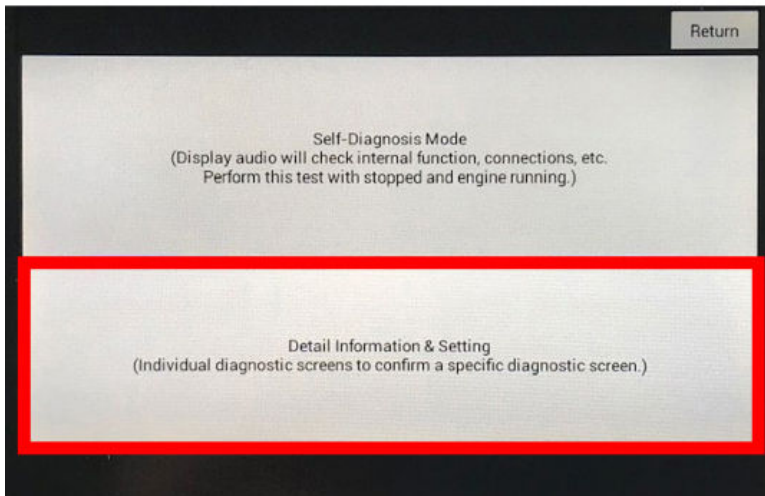 Return
Self-Diagnosis Mode
(Display audio will check internal function, connections, etc.
Perform this test with stopped and engine running.)
Detail Information & Setting
(Individual diagnostic screens to confirm a specific diagnostic screen.)